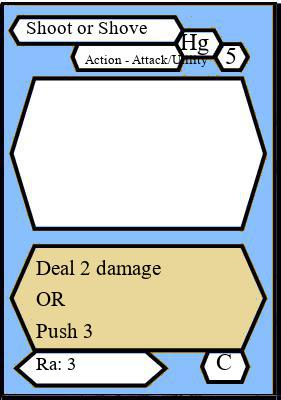 Shoot or Shove
Hg
Action - Attack/Utility
5
Deal 2 damage
OR
Push 3
Ra: 3
C